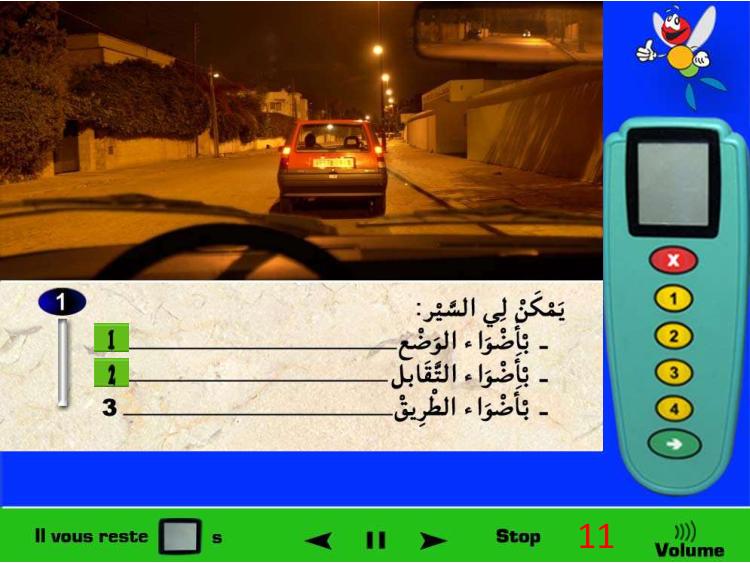 1
يَمْكَنْ لِي السَّيْر:
ـ بْأَضْوَاء الوَضْع 1
ـ بْأَضْوَاء التَّقَابل 2
ـ بْأَضْوَاء الطْرِيقْ 3
X
1
2
3
4
Il vous reste s
Stop
11
Volume